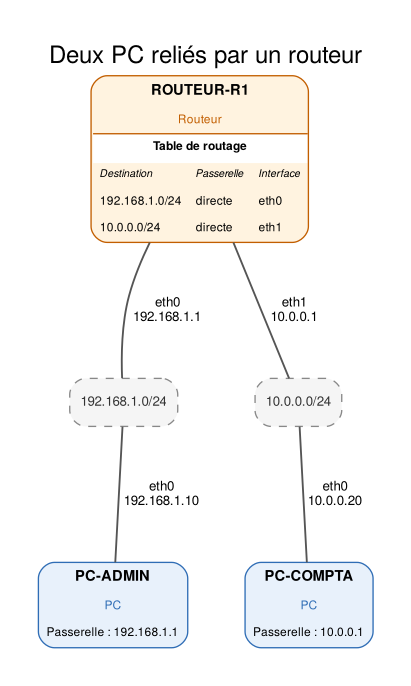 Deux PC reliés par un routeur
ROUTEUR-R1
Routeur
Table de routage
Destination Passerelle Interface
192.168.1.0/24 directe eth0
10.0.0.0/24 directe eth1
eth0
192.168.1.1
eth1
10.0.0.1
192.168.1.0/24
10.0.0.0/24
eth0
192.168.1.10
eth0
10.0.0.20
PC-ADMIN
PC
Passerelle : 192.168.1.1
PC-COMPTA
PC
Passerelle : 10.0.0.1